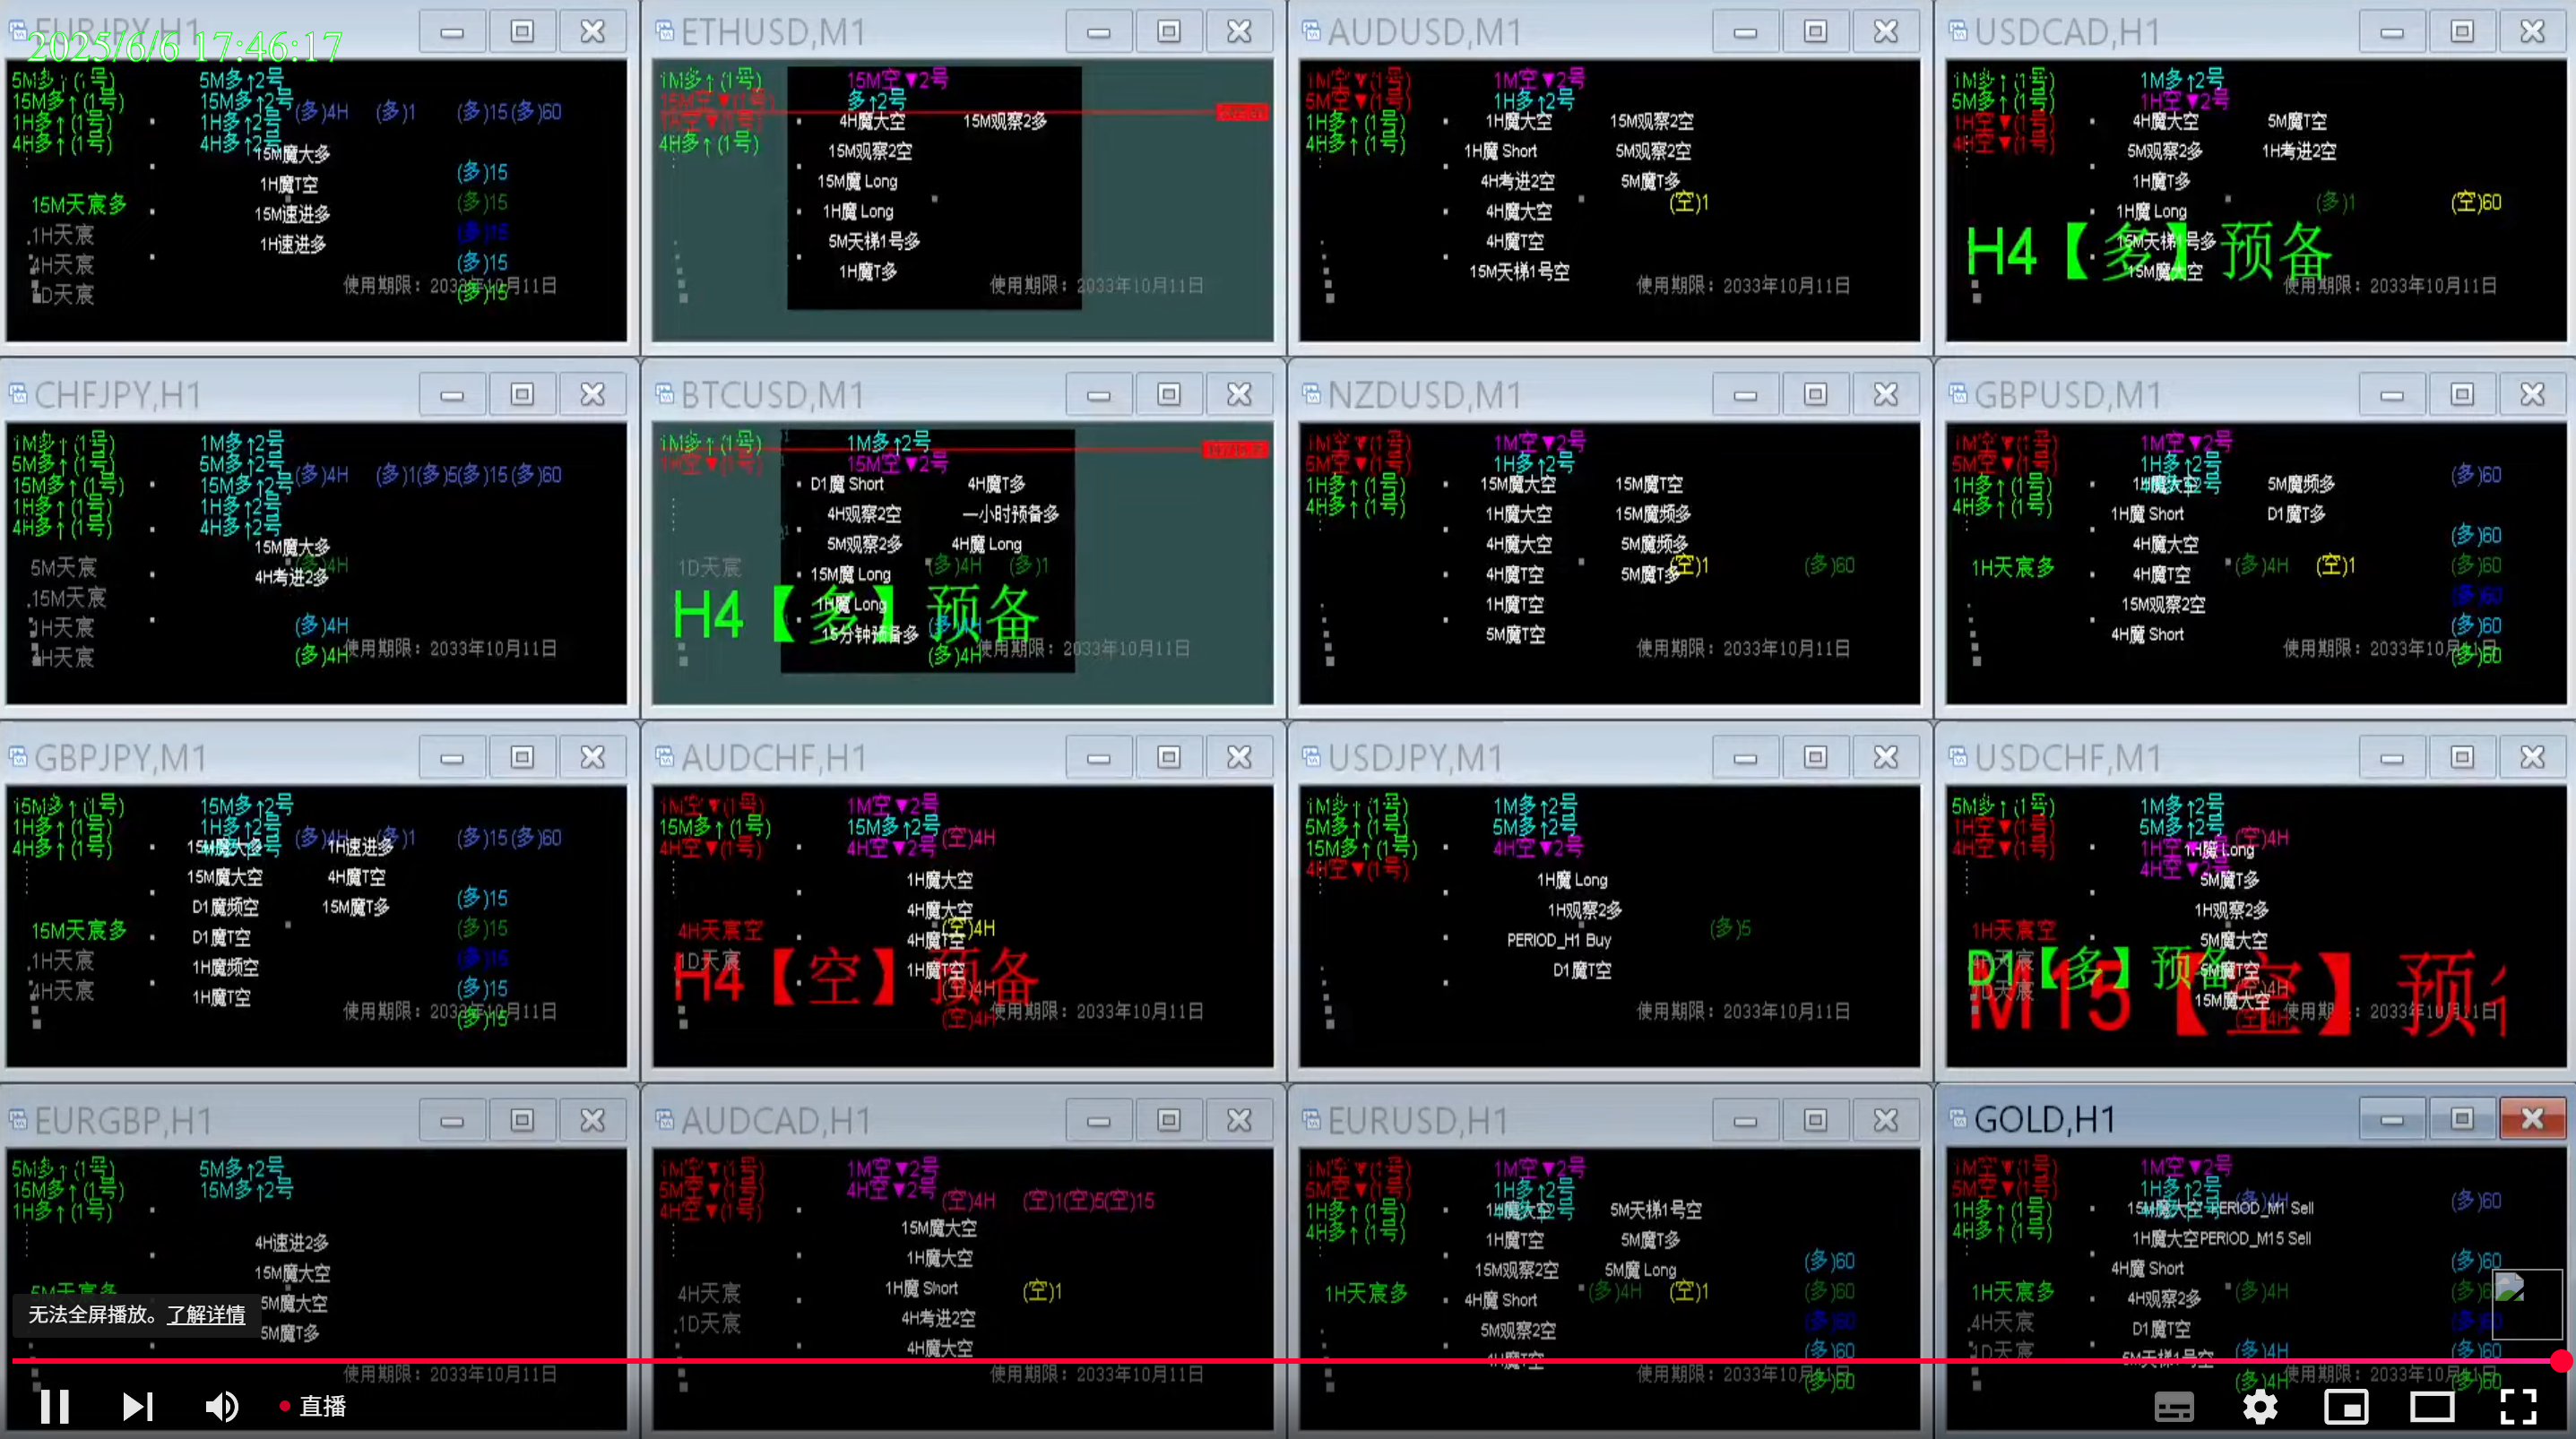 EURJPY,H1
2025/6/6 17:46:17
5M多↑(1号) 5M多↑2号
15M多↑(1号) 15M多↑2号 (多)4H (多)1 (多)15(多)60
1H多↑(1号) 1H多↑2号
4H多↑(1号) 4H多↑2号
15M魔大多 (多)15
1H魔T空
15M天宸多 15M速进多 (多)15
.1H天宸 1H速进多 (多)15
4H天宸 (多)15
1D天宸 使用期限：2033年10月11日
(多)15
ETHUSD,M1
1M多↑(1号) 15M空▼2号
15M空▼(1号) 多↑2号
1H空▼(1号) 4H魔大空 15M观察2多
4H多↑(1号) 15M观察2空
15M魔 Long
1H魔 Long
5M天梯1号多
1H魔T多
使用期限：2033年10月11日
AUDUSD,M1
1M空▼(1号) 1M空▼2号
5M空▼(1号) 1H多↑2号
1H多↑(1号) 1H魔大空 15M观察2空
4H多↑(1号) 1H魔 Short 5M观察2空
4H考进2空 5M魔T多
4H魔大空 (空)1
4H魔T空
15M天梯1号空
使用期限：2033年10月11日
USDCAD,H1
1M多↑(1号) 1M多↑2号
5M多↑(1号) 1H空▼2号
1H空▼(1号) 4H魔大空 5M魔T空
4H空▼(1号) 5M观察2多 1H考进2空
1H魔T多
1H魔 Long (多)1 (空)60
15M天梯1号多
H4【多】预备
15M魔大空
使用期限：2033年10月11日
CHFJPY,H1
1M多↑(1号) 1M多↑2号
5M多↑(1号) 5M多↑2号
15M多↑(1号) 15M多↑2号 (多)4H (多)1(多)5(多)15(多)60
1H多↑(1号) 1H多↑2号
4H多↑(1号) 4H多↑2号
15M魔大多
5M天宸 (多)4H
4H考进2多
.15M天宸
1H天宸 (多)4H
4H天宸 (多)4H
使用期限：2033年10月11日
BTCUSD,M1
1M多↑(1号) 1M多↑2号
1H空▼(1号) 15M空▼2号
D1魔 Short 4H魔T多
4H观察2空 一小时预备多
5M观察2多 4H魔 Long
1D天宸 (多)4H (多)1
15M魔 Long
1H魔 Long
H4【多】预备
15分钟预备多
(多)4H
使用期限：2033年10月11日
NZDUSD,M1
1M空▼(1号) 1M空▼2号
5M空▼(1号) 1H多↑2号
1H多↑(1号) 15M魔大空 15M魔T空
4H多↑(1号) 1H魔大空 15M魔频多
4H魔大空 5M魔频多
4H魔T空 5M魔T多 (空)1 (多)60
1H魔T空
5M魔T空
使用期限：2033年10月11日
GBPUSD,M1
1M空▼(1号) 1M空▼2号
5M空▼(1号) 1H多↑2号 (多)60
1H多↑(1号) 1H魔大空 5M魔频多
4H多↑(1号) 1H魔 Short D1魔T多
4H魔大空 (多)60
1H天宸多 4H魔T空 (多)4H (空)1 (多)60
15M观察2空 (多)60
4H魔 Short (多)60
使用期限：2033年10月11日
(多)60
GBPJPY,M1
15M多↑(1号) 15M多↑2号
1H多↑(1号) 1H多↑2号 (多)4H (多)1 (多)15(多)60
4H多↑(1号) 15M魔大多 1H速进多
15M魔大空 4H魔T空
D1魔频空 15M魔T多 (多)15
15M天宸多 D1魔T空 (多)15
.1H天宸 1H魔频空 (多)15
4H天宸 1H魔T空 (多)15
使用期限：2033年10月11日
(多)15
AUDCHF,H1
1M空▼(1号) 1M空▼2号
15M多↑(1号) 15M多↑2号 (空)4H
4H空▼(1号) 4H空▼2号
1H魔大空
4H魔大空
4H天宸空 (空)4H
4H魔T空
1D天宸 1H魔T空
H4【空】预备
(空)4H
(空)4H
使用期限：2033年10月11日
USDJPY,M1
1M多↑(1号) 1M多↑2号
5M多↑(1号) 5M多↑2号
15M多↑(1号) 4H空▼2号
4H空▼(1号) 1H魔 Long
1H观察2多
PERIOD_H1 Buy (多)5
D1魔T空
使用期限：2033年10月11日
USDCHF,M1
5M多↑(1号) 1M多↑2号
1H空▼(1号) 5M多↑2号 (空)4H
4H空▼(1号) 1H空▼2号 1H魔 Long
4H空▼2号
5M魔T多
1H观察2多
1H天宸空 5M魔大空
4H天宸 5M魔T空
D1【多】预备
1D天宸 15M魔大空
M15【空】预
(空)4H
(空)4H
使用期限：2033年10月11日
EURGBP,H1
5M多↑(1号) 5M多↑2号
15M多↑(1号) 15M多↑2号
1H多↑(1号)
4H速进2多
15M魔大空
5M天宸多 5M魔大空
5M魔T多
使用期限：2033年10月11日
AUDCAD,H1
1M空▼(1号) 1M空▼2号
5M空▼(1号) 4H空▼2号 (空)4H (空)1(空)5(空)15
4H空▼(1号)
15M魔大空
1H魔大空
4H天宸 1H魔 Short (空)1
.1D天宸 4H考进2空
4H魔大空
使用期限：2033年10月11日
EURUSD,H1
1M空▼(1号) 1M空▼2号
5M空▼(1号) 1H多↑2号
1H多↑(1号) 1H魔大空 5M天梯1号空
4H多↑(1号) 1H魔T空 5M魔T多
15M观察2空 5M魔 Long (多)60
1H天宸多 4H魔 Short (多)4H (空)1 (多)60
5M观察2空 (多)60
4H魔T空 (多)60
使用期限：2033年10月11日
(多)60
GOLD,H1
1M空▼(1号) 1M空▼2号
5M空▼(1号) 1H多↑2号 (多)4H (多)60
1H多↑(1号) 15M魔大空 PERIOD_M1 Sell
4H多↑(1号) 1H魔大空PERIOD_M15 Sell
4H魔 Short (多)60
1H天宸多 4H观察2多 (多)4H
.4H天宸 D1魔T空
1D天宸 5M天梯1号空 (多)4H (多)60
使用期限：2033年10月11日
(多)4H (多)60
无法全屏播放。了解详情
直播